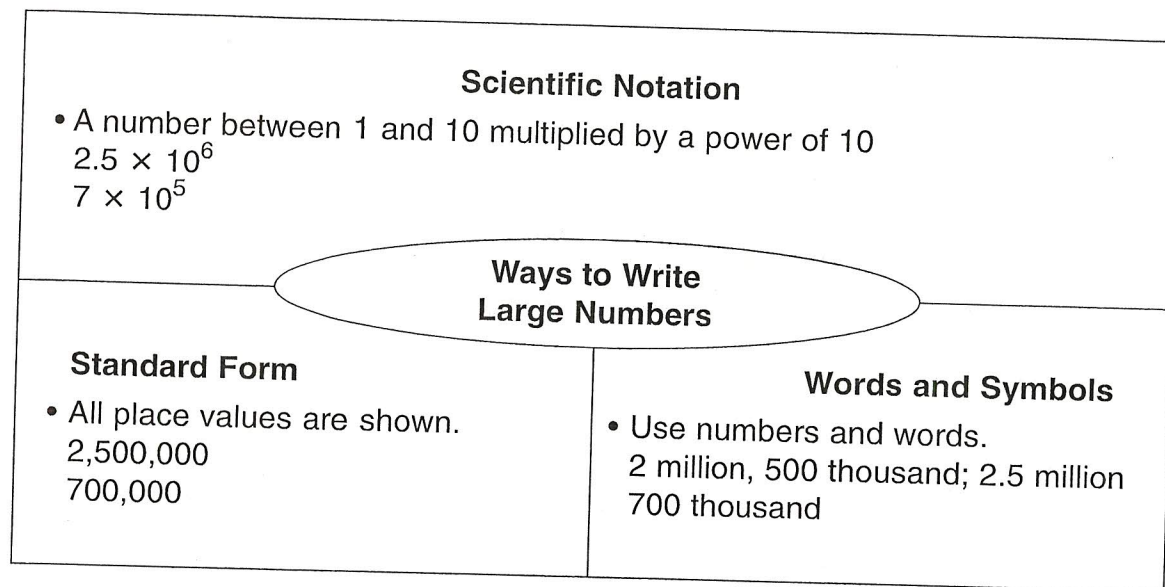 Scientific Notation
• A number between 1 and 10 multiplied by a power of 10
2.5 × 10⁶
7 × 10⁵
Ways to Write
Large Numbers
Standard Form
• All place values are shown.
2,500,000
700,000
Words and Symbols
• Use numbers and words.
2 million, 500 thousand; 2.5 million
700 thousand